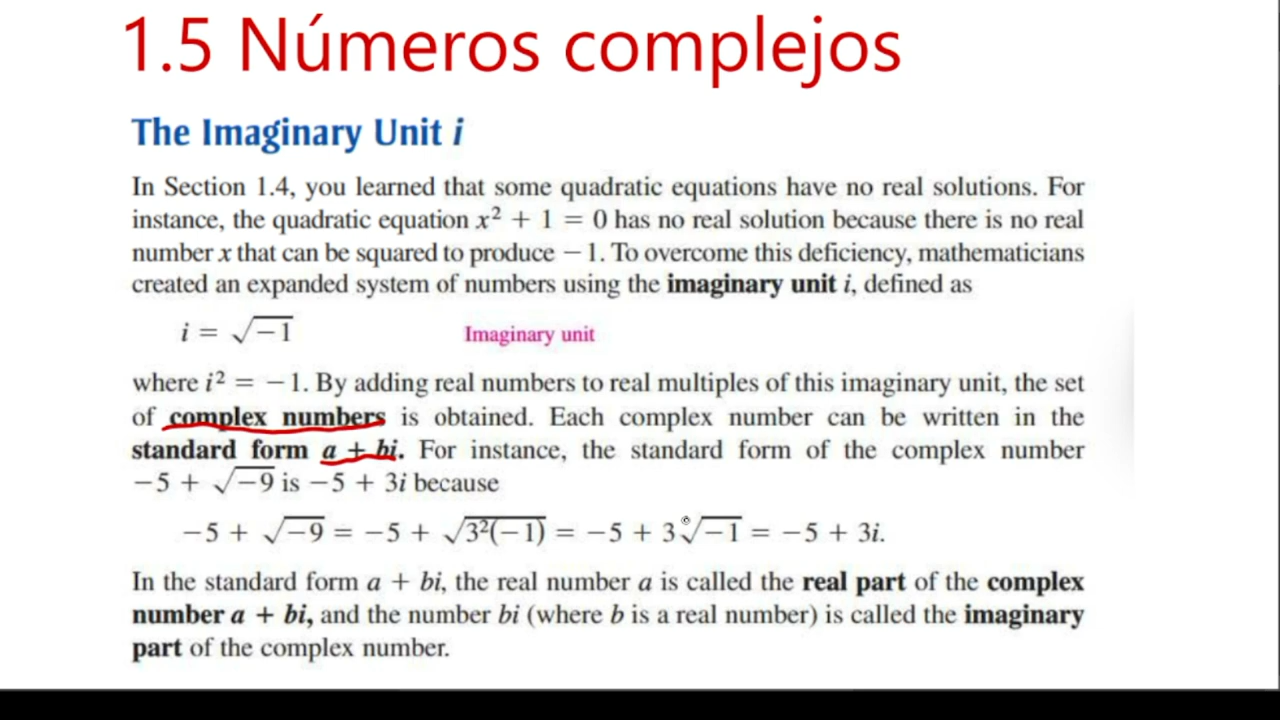 1.5 Números complejos
The Imaginary Unit i
In Section 1.4, you learned that some quadratic equations have no real solutions. For
instance, the quadratic equation x² + 1 = 0 has no real solution because there is no real
number x that can be squared to produce −1. To overcome this deficiency, mathematicians
created an expanded system of numbers using the imaginary unit i, defined as
i = √−1 Imaginary unit
where i² = −1. By adding real numbers to real multiples of this imaginary unit, the set
of complex numbers is obtained. Each complex number can be written in the
standard form a + bi. For instance, the standard form of the complex number
−5 + √−9 is −5 + 3i because
−5 + √−9 = −5 + √3²(−1) = −5 + 3√−1 = −5 + 3i.
In the standard form a + bi, the real number a is called the real part of the complex
number a + bi, and the number bi (where b is a real number) is called the imaginary
part of the complex number.